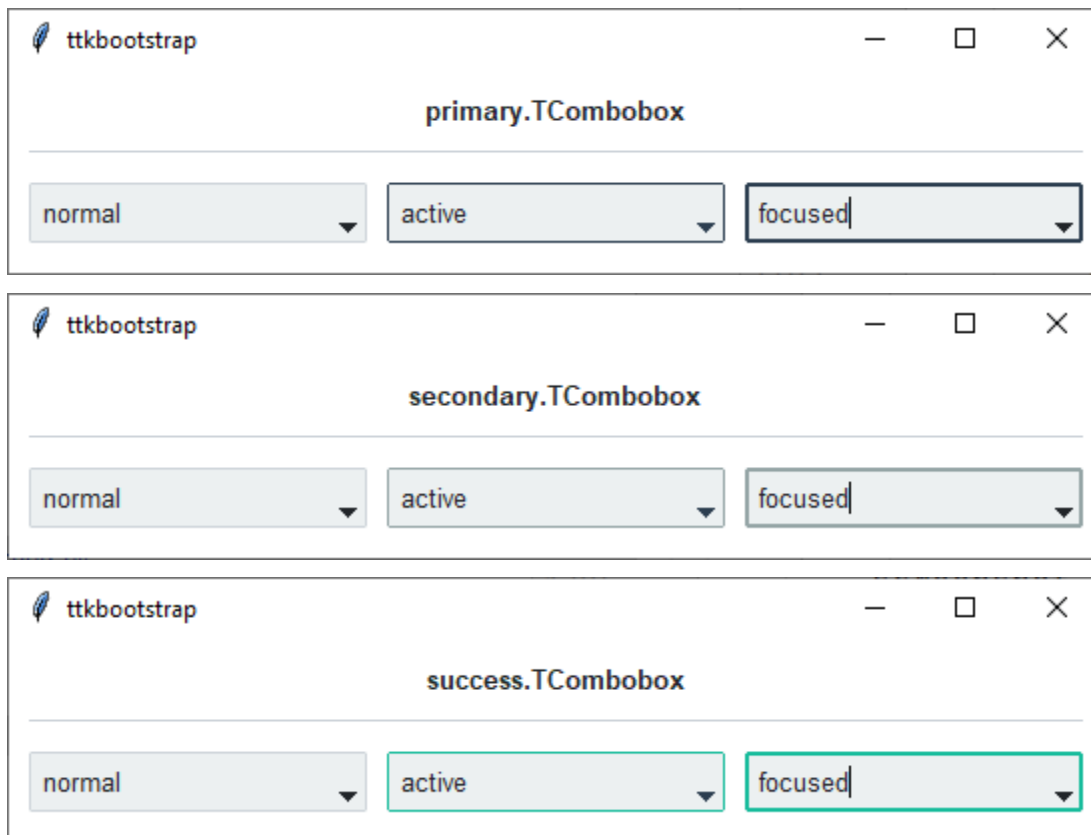 ttkbootstrap
primary.TCombobox
normal active focused
ttkbootstrap
secondary.TCombobox
normal active focused
ttkbootstrap
success.TCombobox
normal active focused